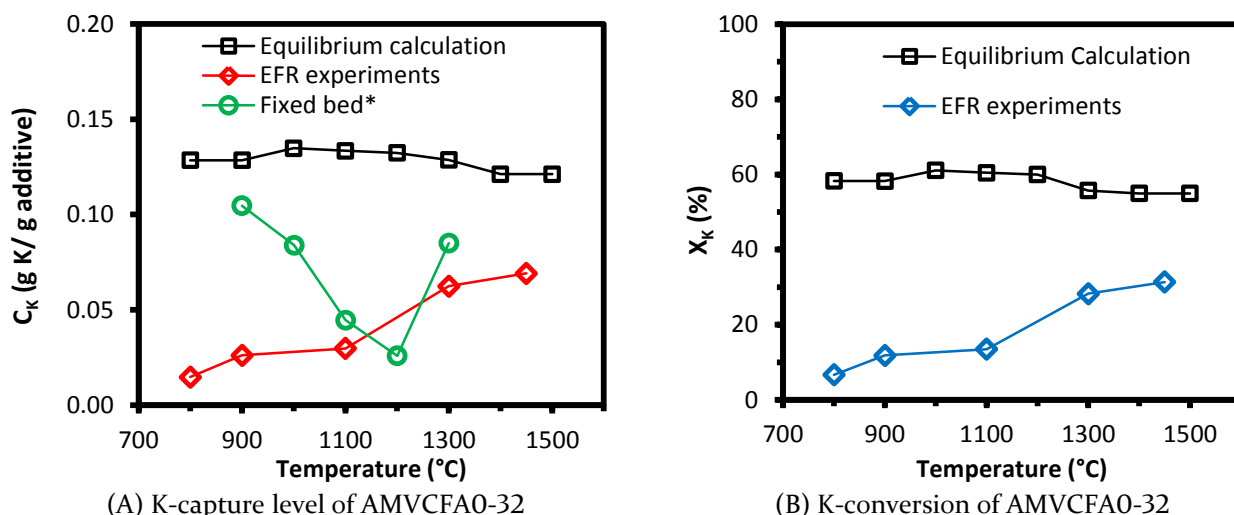 0.20
0.15
0.10
0.05
0.00
C_K (g K/ g additive)
Equilibrium calculation
EFR experiments
Fixed bed*
700 900 1100 1300 1500
Temperature (°C)
(A) K-capture level of AMVCFA0-32
100
80
60
40
20
0
X_K (%)
Equilibrium Calculation
EFR experiments
700 900 1100 1300 1500
Temperature (°C)
(B) K-conversion of AMVCFA0-32